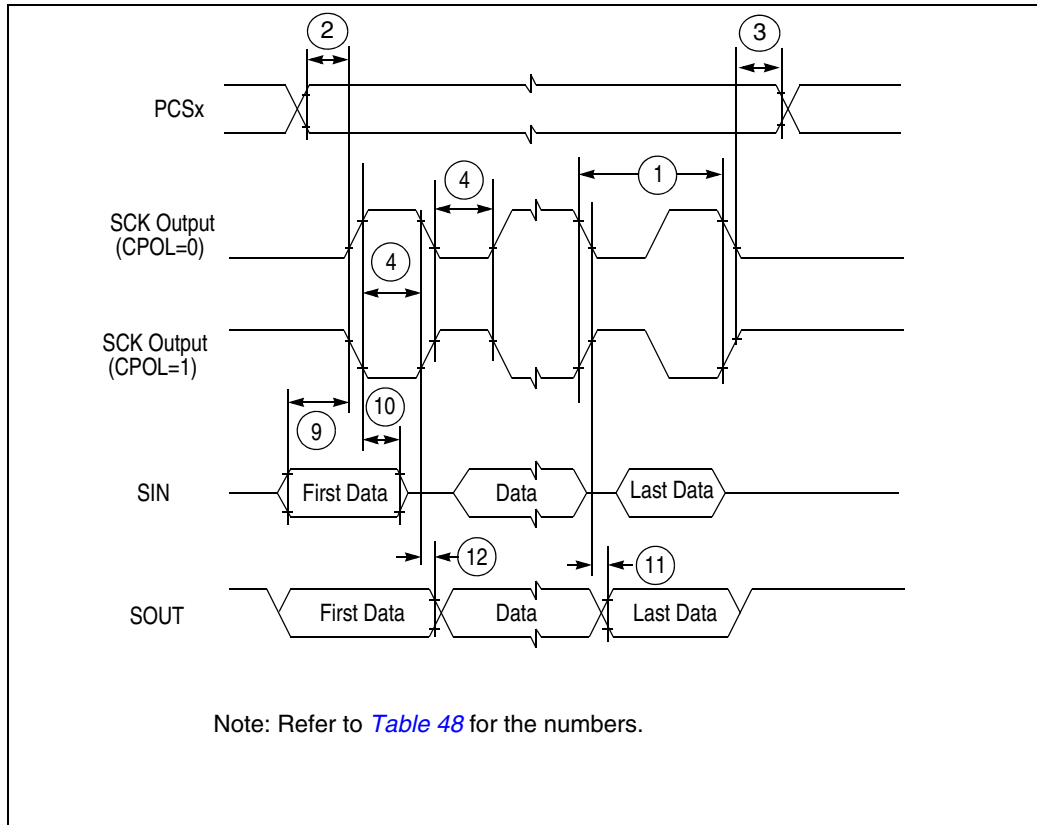 2
3
PCSx
4
1
SCK Output
(CPOL=0)
4
SCK Output
(CPOL=1)
9
10
SIN
First Data
Data
Last Data
12
11
SOUT
First Data
Data
Last Data
Note: Refer to Table 48 for the numbers.